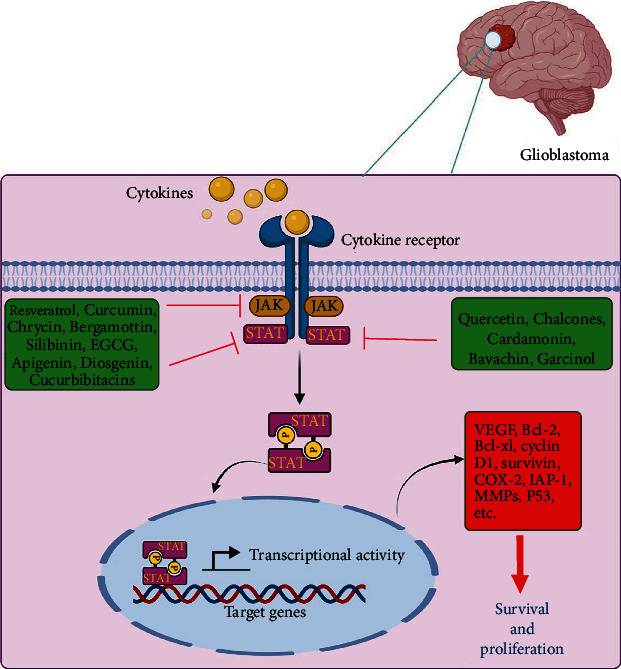 Glioblastoma
Cytokines
Cytokine receptor
JAK
JAK
STAT
STAT
Resveratrol, Curcumin,
Chrycin, Bergamottin,
Silibinin, EGCG,
Apigenin, Diosgenin,
Cucurbibitacins
Quercetin, Chalcones,
Cardamonin,
Bavachin, Garcinol
STAT
P
P
STAT
VEGF, Bcl-2,
Bcl-xl, cyclin
D1, survivin,
COX-2, IAP-1,
MMPs, P53,
etc.
STAT
P
P
STAT
Transcriptional activity
Target genes
Survival
and
proliferation